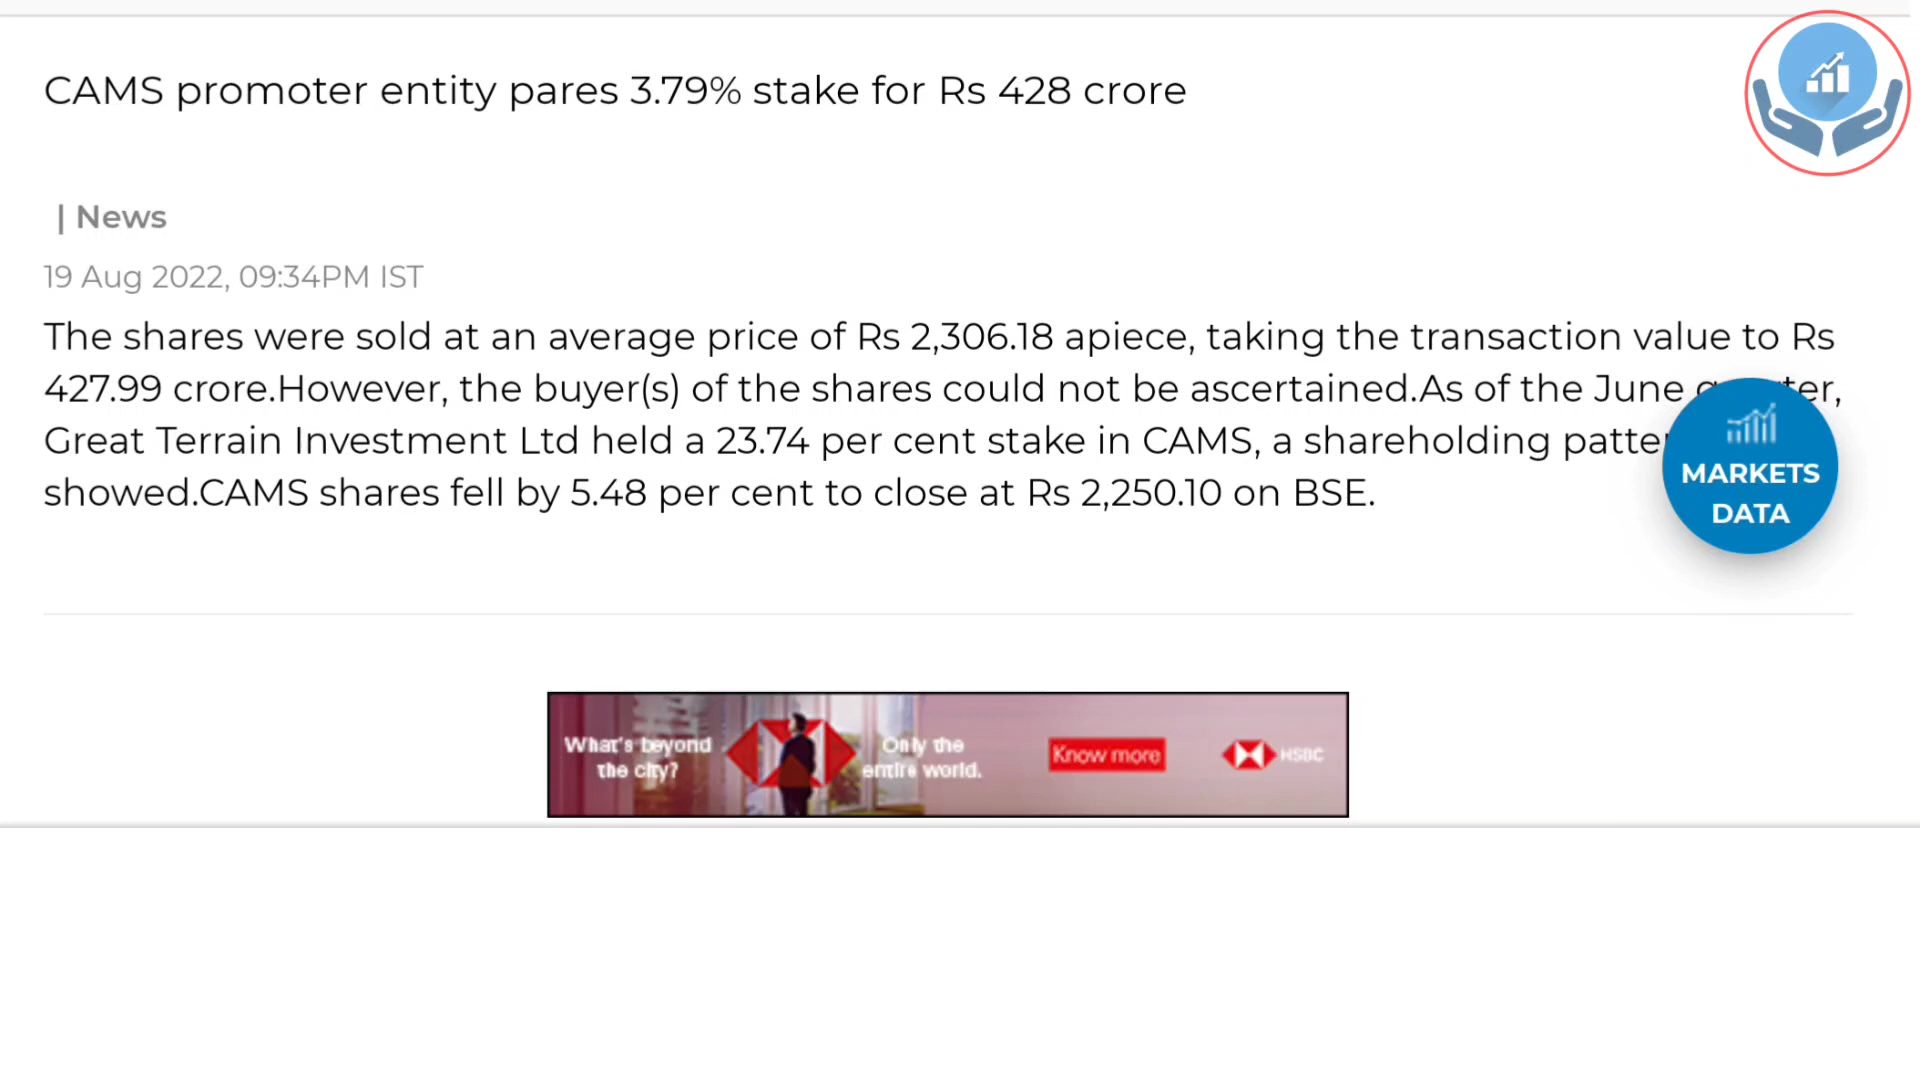 CAMS promoter entity pares 3.79% stake for Rs 428 crore
| News
19 Aug 2022, 09:34PM IST
The shares were sold at an average price of Rs 2,306.18 apiece, taking the transaction value to Rs
427.99 crore.However, the buyer(s) of the shares could not be ascertained.As of the June
Great Terrain Investment Ltd held a 23.74 per cent stake in CAMS, a shareholding
showed.CAMS shares fell by 5.48 per cent to close at Rs 2,250.10 on BSE.
MARKETS
DATA
What's beyond
the city?
Only the
entire world.
Know more
HSBC